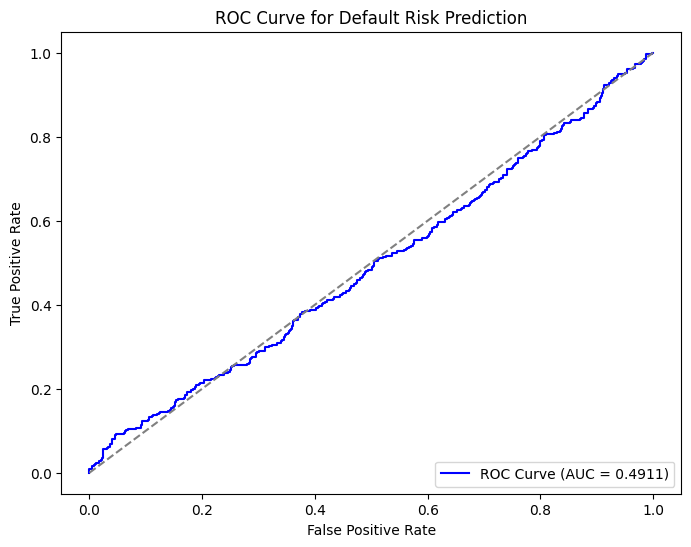 ROC Curve for Default Risk Prediction
True Positive Rate
1.0
0.8
0.6
0.4
0.2
0.0
ROC Curve (AUC = 0.4911)
0.0 0.2 0.4 0.6 0.8 1.0
False Positive Rate